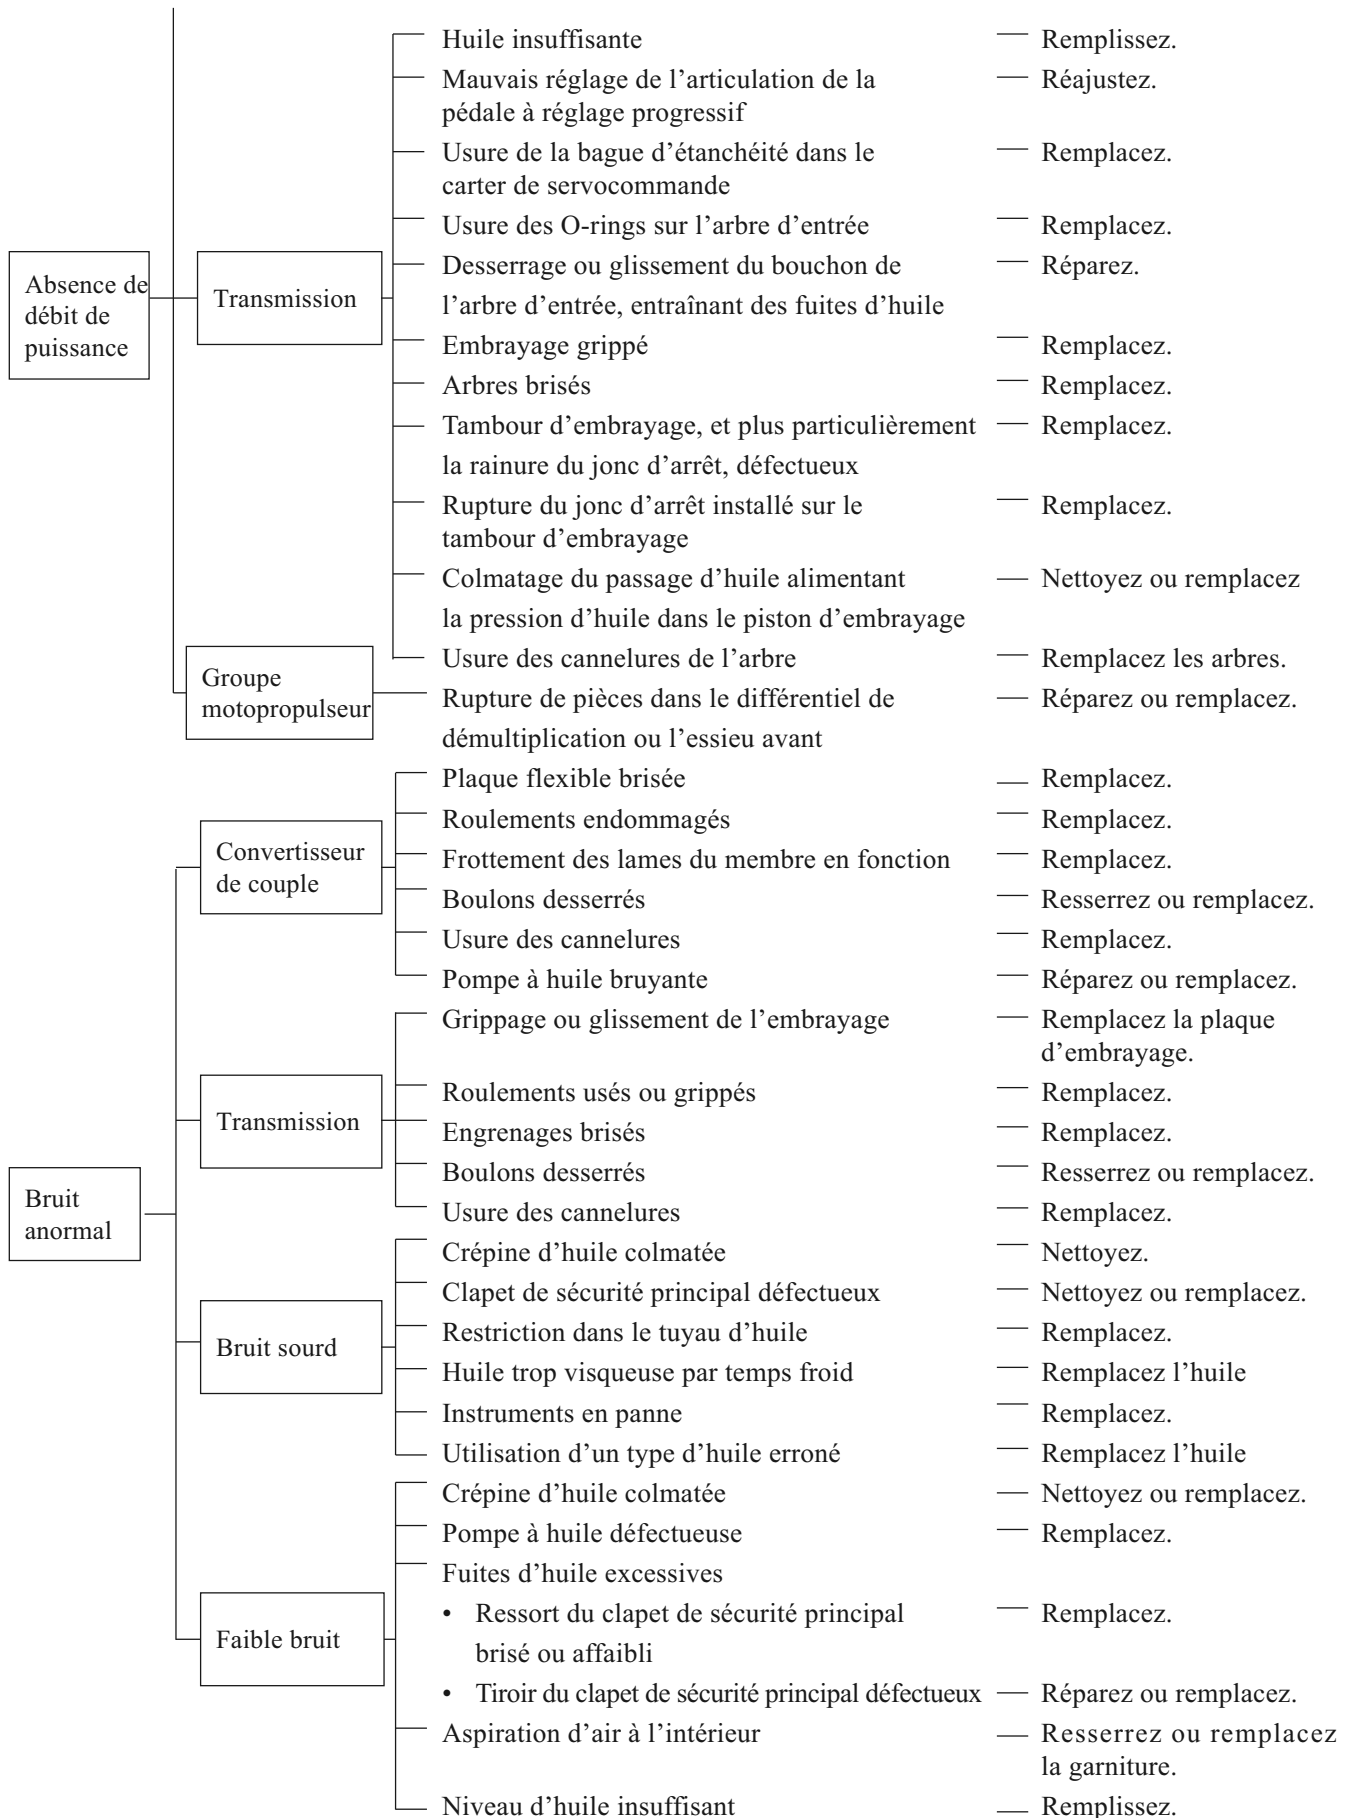 Huile insuffisante — Remplissez.
Mauvais réglage de l’articulation de la — Réajustez.
pédale à réglage progressif
Usure de la bague d’étanchéité dans le — Remplacez.
carter de servocommande
Usure des O-rings sur l’arbre d’entrée — Remplacez.
Absence de
débit de
puissance
Transmission
Desserrage ou glissement du bouchon de — Réparez.
l’arbre d’entrée, entraînant des fuites d’huile
Embrayage grippé — Remplacez.
Arbres brisés — Remplacez.
Tambour d’embrayage, et plus particulièrement — Remplacez.
la rainure du jonc d’arrêt, défectueux
Rupture du jonc d’arrêt installé sur le — Remplacez.
tambour d’embrayage
Colmatage du passage d’huile alimentant — Nettoyez ou remplacez
la pression d’huile dans le piston d’embrayage
Usure des cannelures de l’arbre — Remplacez les arbres.
Groupe
motopropulseur
Rupture de pièces dans le différentiel de — Réparez ou remplacez.
démultiplication ou l’essieu avant
Plaque flexible brisée — Remplacez.
Roulements endommagés — Remplacez.
Convertisseur
de couple
Frottement des lames du membre en fonction — Remplacez.
Boulons desserrés — Resserrez ou remplacez.
Usure des cannelures — Remplacez.
Pompe à huile bruyante — Réparez ou remplacez.
Grippage ou glissement de l’embrayage — Remplacez la plaque
d’embrayage.
Roulements usés ou grippés — Remplacez.
Transmission
Engrenages brisés — Remplacez.
Boulons desserrés — Resserrez ou remplacez.
Bruit
anormal
Usure des cannelures — Remplacez.
Crépine d’huile colmatée — Nettoyez.
Clapet de sécurité principal défectueux — Nettoyez ou remplacez.
Bruit sourd
Restriction dans le tuyau d’huile — Remplacez.
Huile trop visqueuse par temps froid — Remplacez l’huile
Instruments en panne — Remplacez.
Utilisation d’un type d’huile erroné — Remplacez l’huile
Crépine d’huile colmatée — Nettoyez ou remplacez.
Pompe à huile défectueuse — Remplacez.
Fuites d’huile excessives
• Ressort du clapet de sécurité principal — Remplacez.
brisé ou affaibli
Faible bruit
• Tiroir du clapet de sécurité principal défectueux — Réparez ou remplacez.
Aspiration d’air à l’intérieur — Resserrez ou remplacez
la garniture.
Niveau d’huile insuffisant — Remplissez.